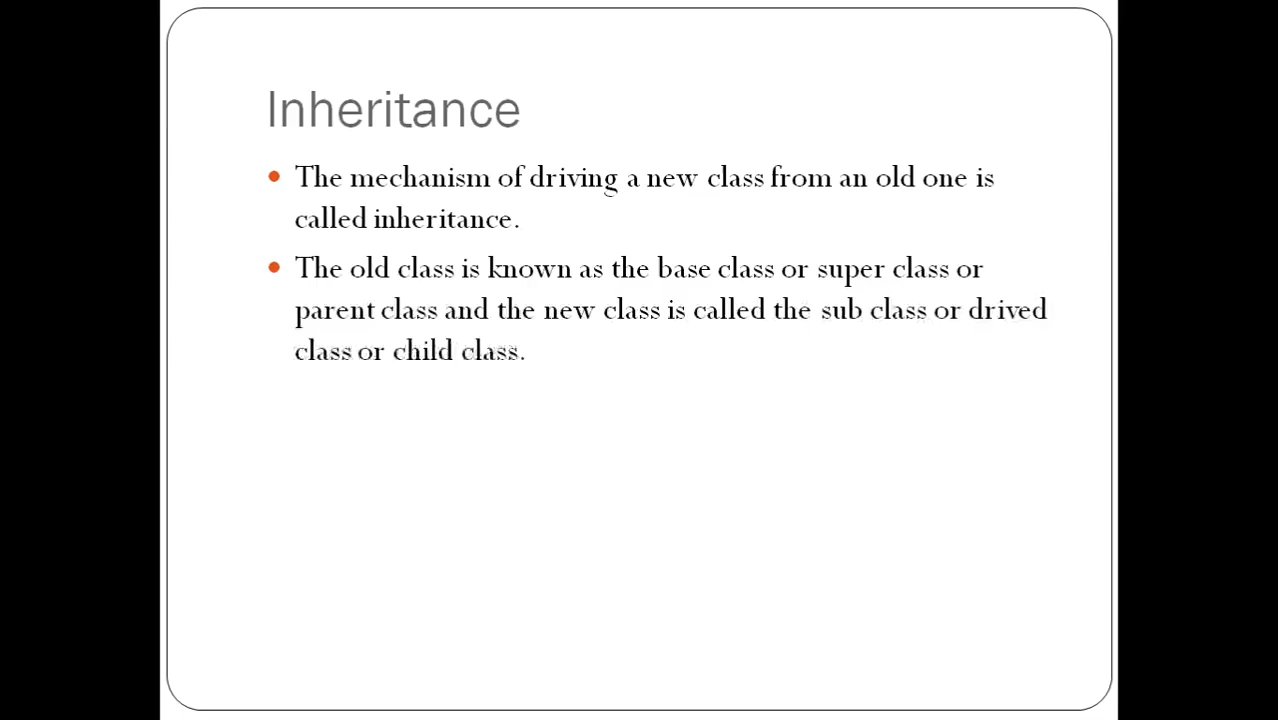 Inheritance
The mechanism of driving a new class from an old one is
called inheritance.
The old class is known as the base class or super class or
parent class and the new class is called the sub class or drived
class or child class.